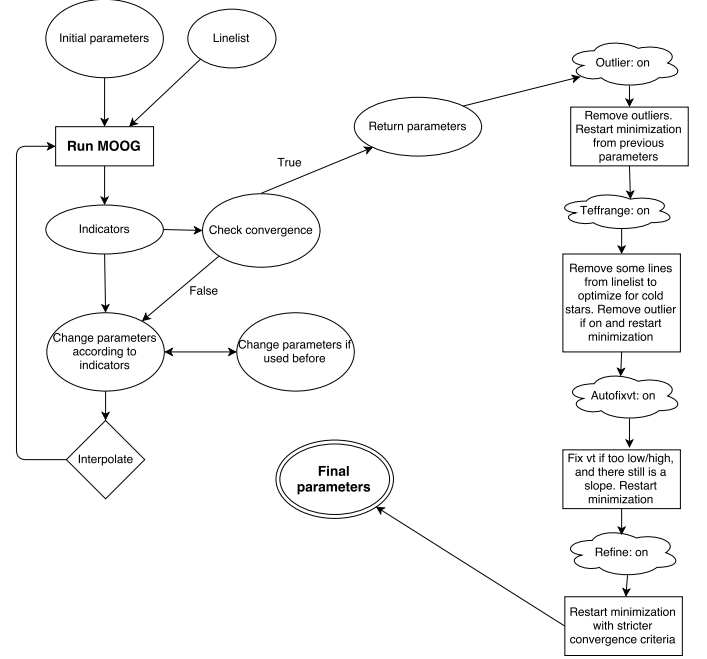 Initial parameters
Linelist
Run MOOG
Indicators
Check convergence
True
False
Return parameters
Change parameters
according to
indicators
Change parameters if
used before
Interpolate
Outlier: on
Remove outliers.
Restart minimization
from previous
parameters
Teffrange: on
Remove some lines
from linelist to
optimize for cold
stars. Remove outlier
if on and restart
minimization
Autofixvt: on
Fix vt if too low/high,
and there still is a
slope. Restart
minimization
Refine: on
Restart minimization
with stricter
convergence criteria
Final
parameters